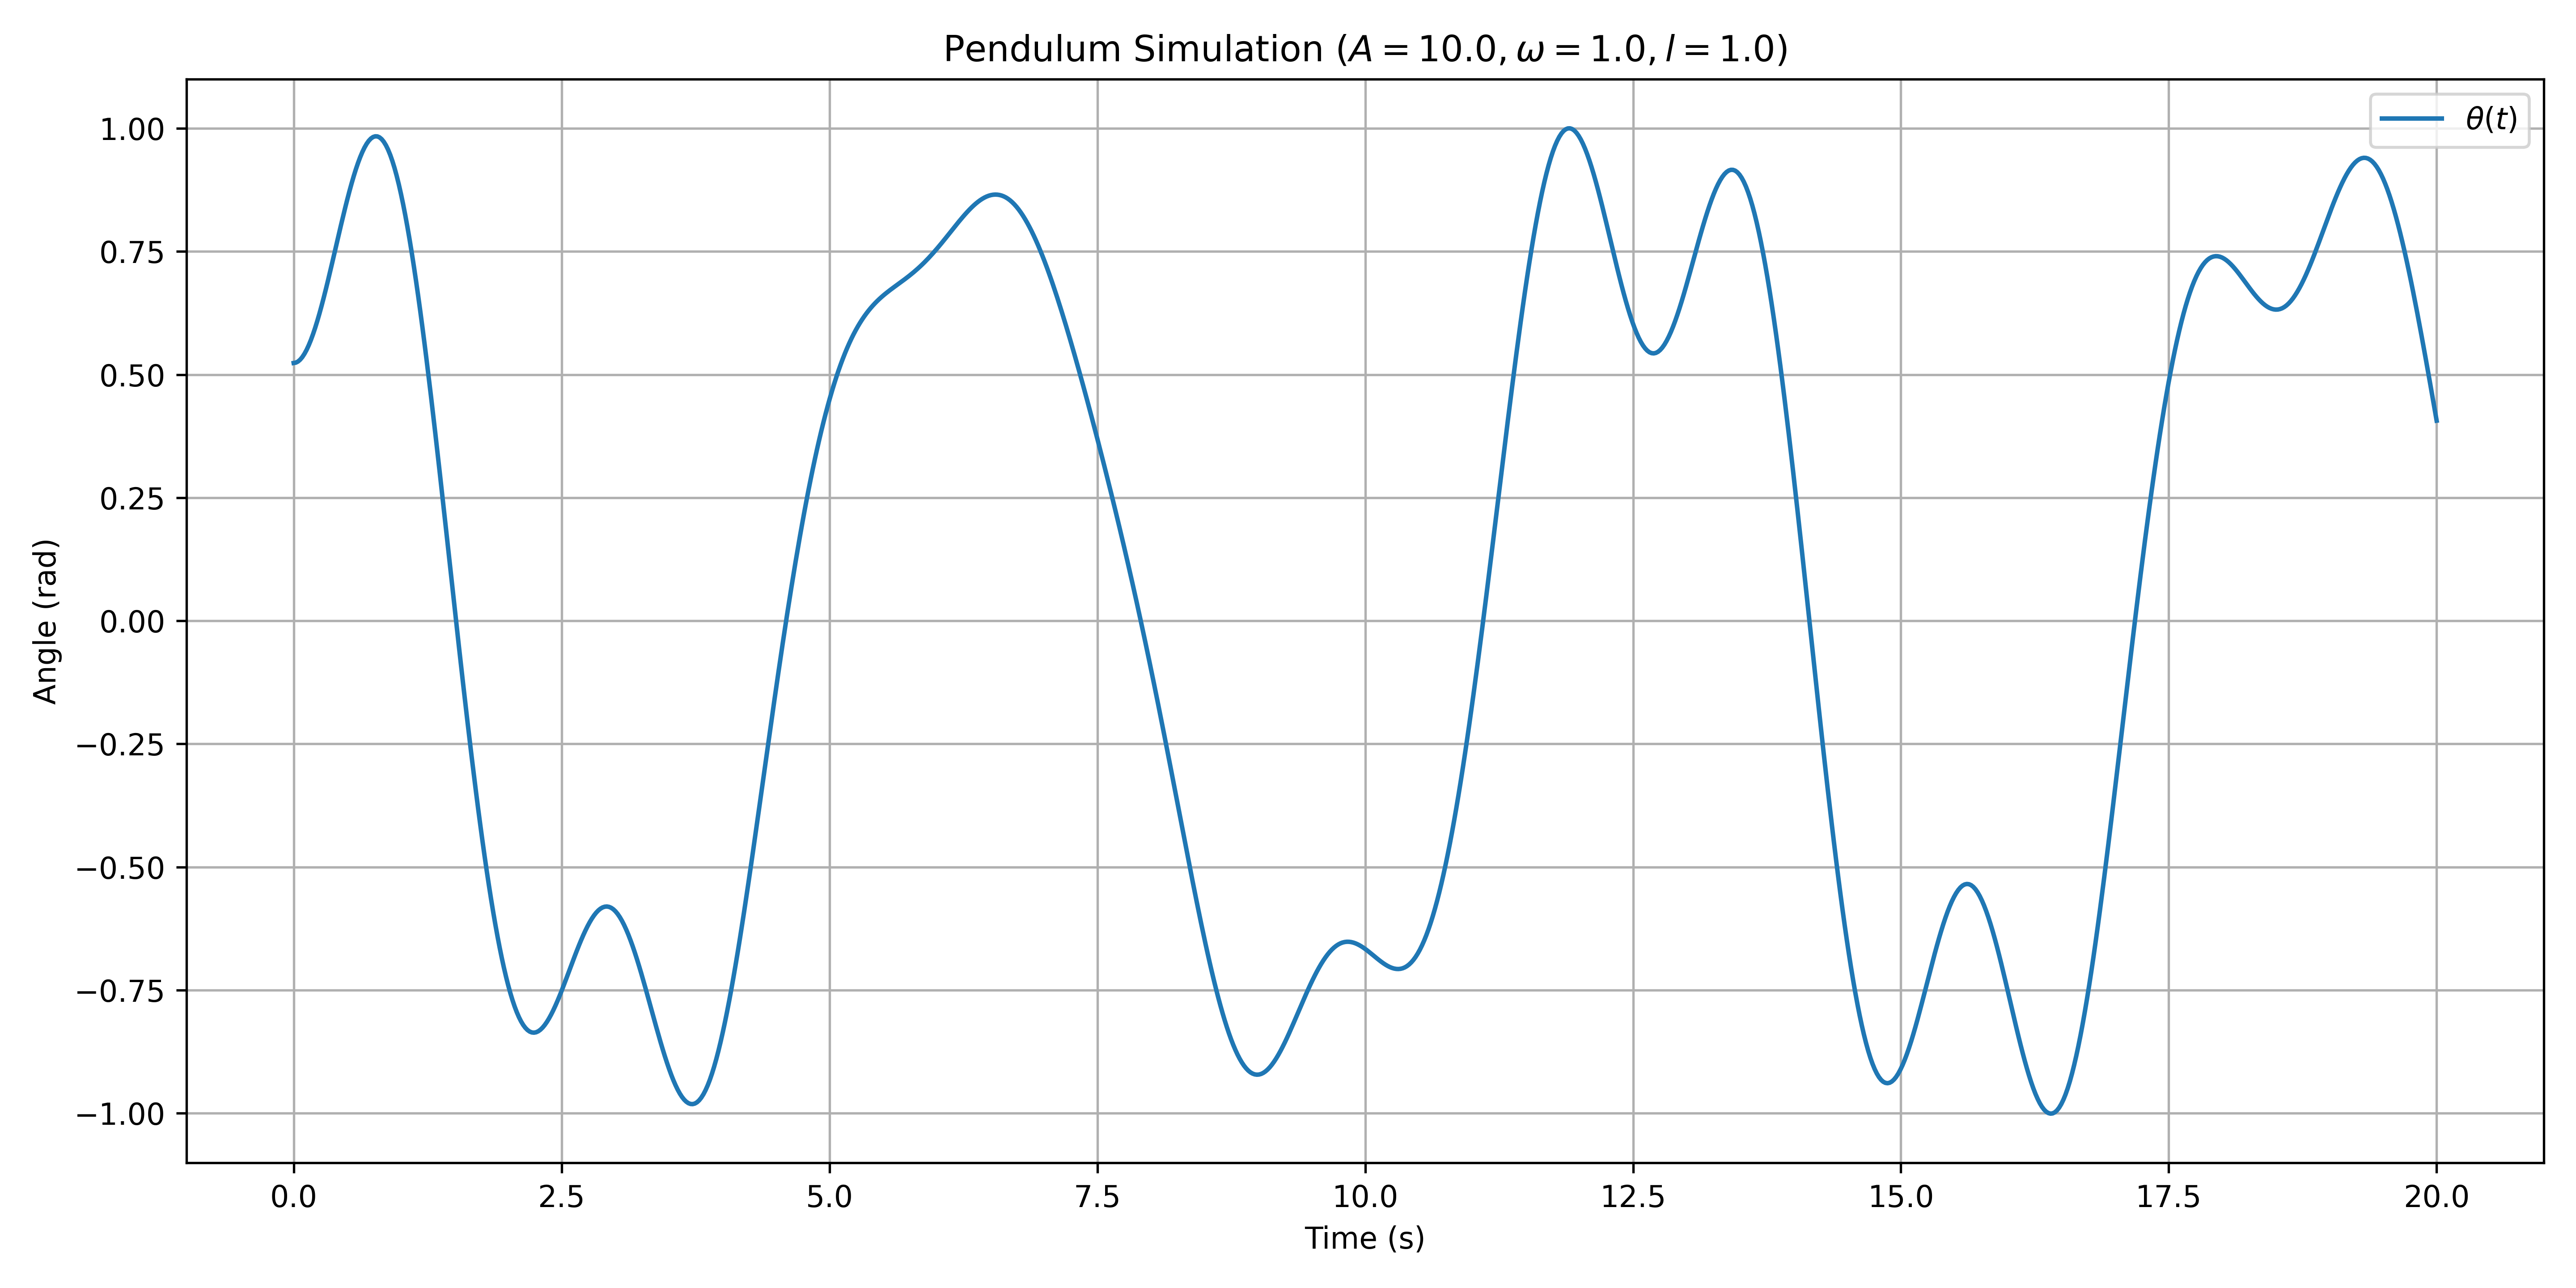 Pendulum Simulation (A = 10.0, ω = 1.0, l = 1.0)
θ(t)
Angle (rad)
1.00
0.75
0.50
0.25
0.00
−0.25
−0.50
−0.75
−1.00
0.0 2.5 5.0 7.5 10.0 12.5 15.0 17.5 20.0
Time (s)